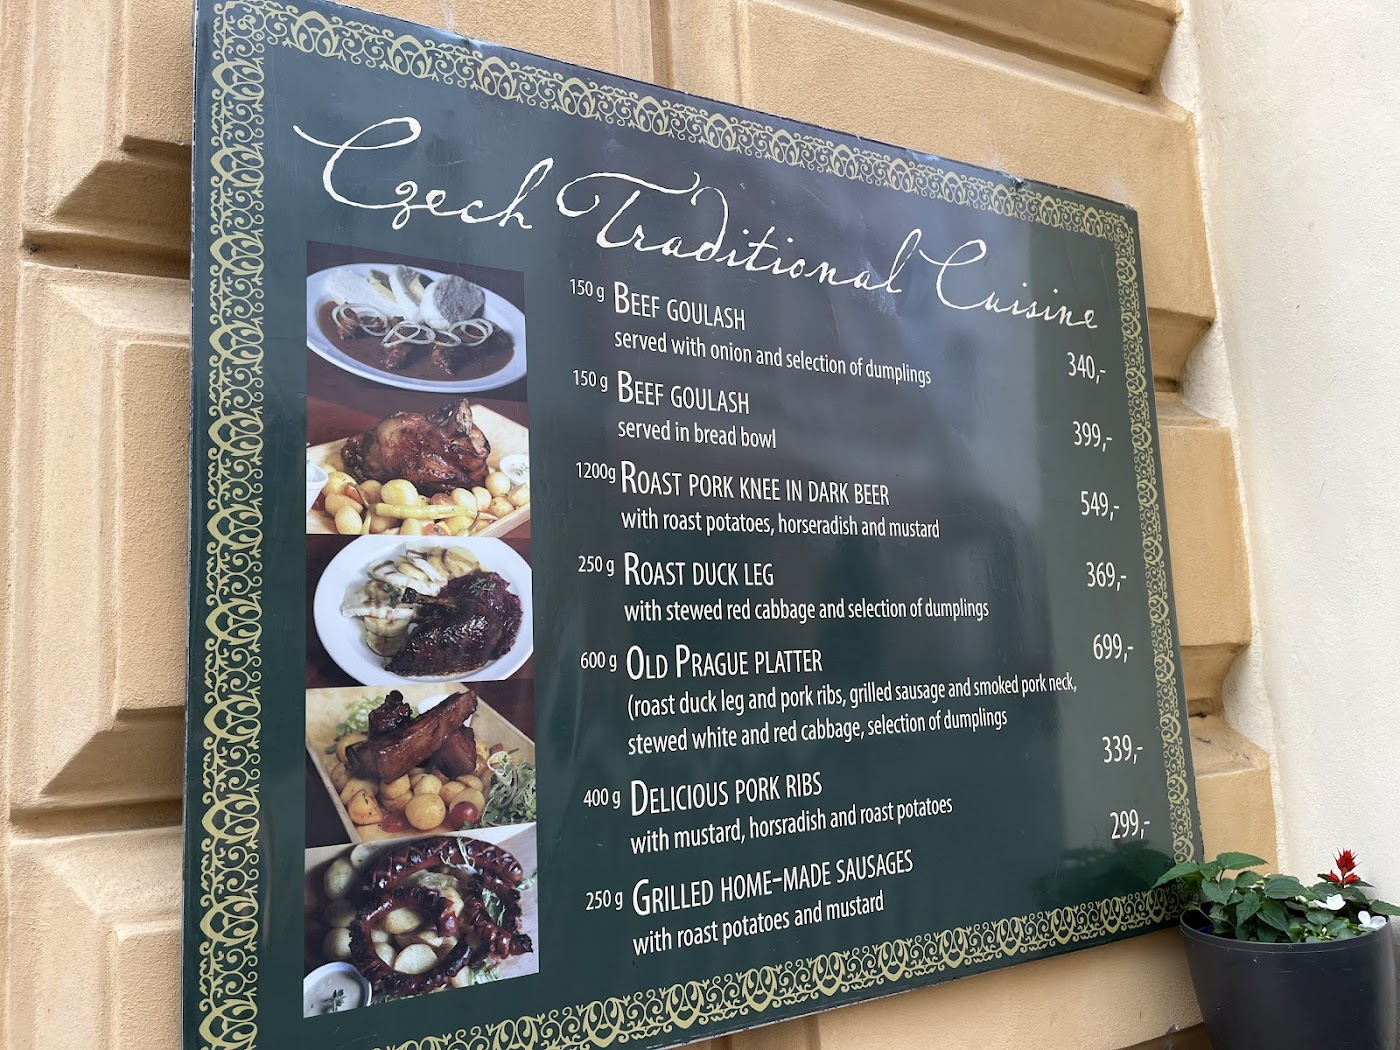 Czech Traditional Cuisine
150 g BEEF GOULASH
served with onion and selection of dumplings 340,-
150 g BEEF GOULASH
served in bread bowl 399,-
1200g ROAST PORK KNEE IN DARK BEER 549,-
with roast potatoes, horseradish and mustard
250 g ROAST DUCK LEG 369,-
with stewed red cabbage and selection of dumplings
600 g OLD PRAGUE PLATTER 699,-
(roast duck leg and pork ribs, grilled sausage and smoked pork neck,
stewed white and red cabbage, selection of dumplings
400 g DELICIOUS PORK RIBS 339,-
with mustard, horsradish and roast potatoes
250 g GRILLED HOME-MADE SAUSAGES 299,-
with roast potatoes and mustard